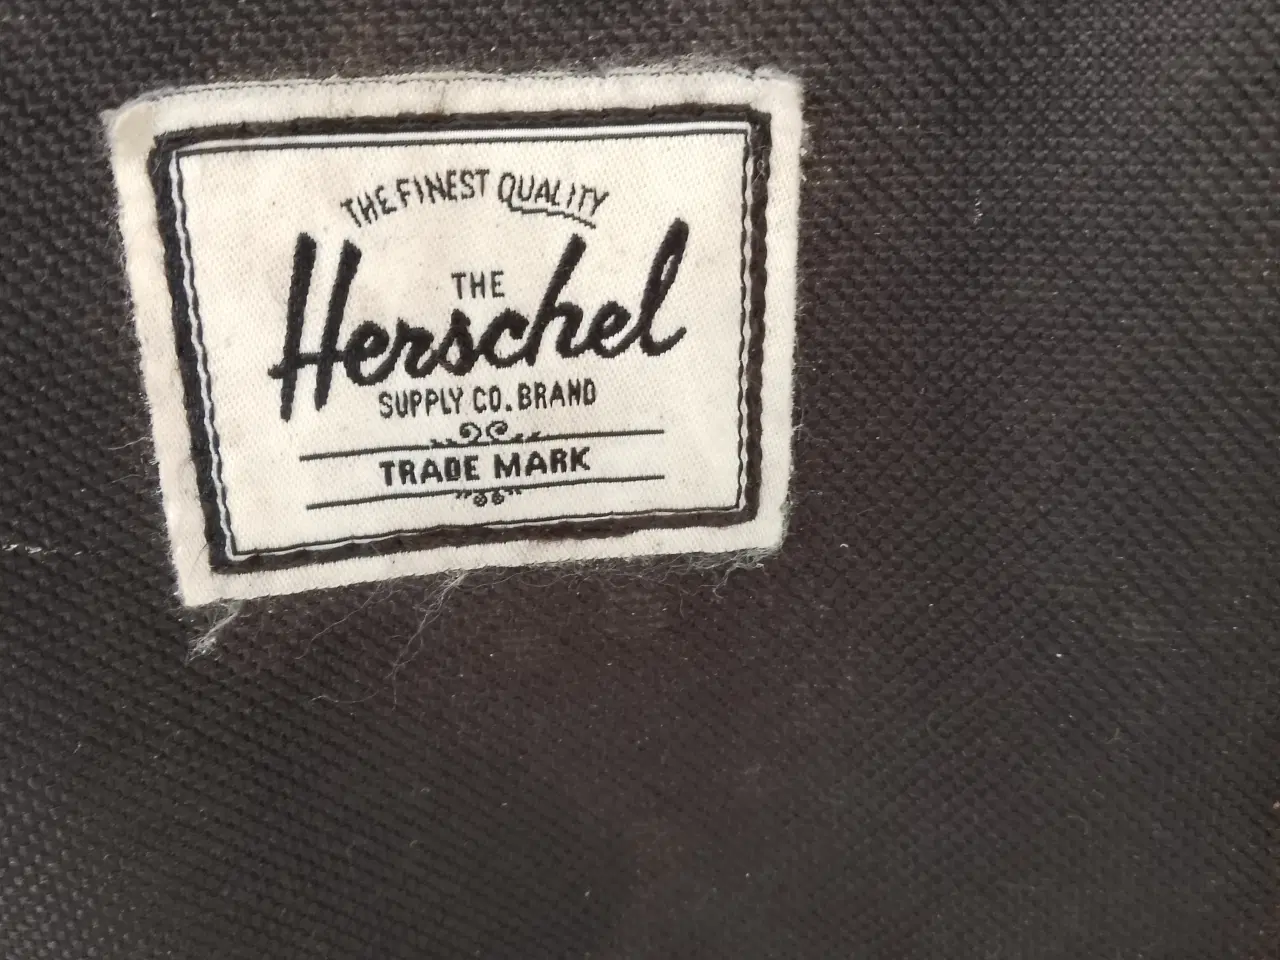 THE FINEST QUALITY
THE
Herschel
SUPPLY CO. BRAND
TRADE MARK